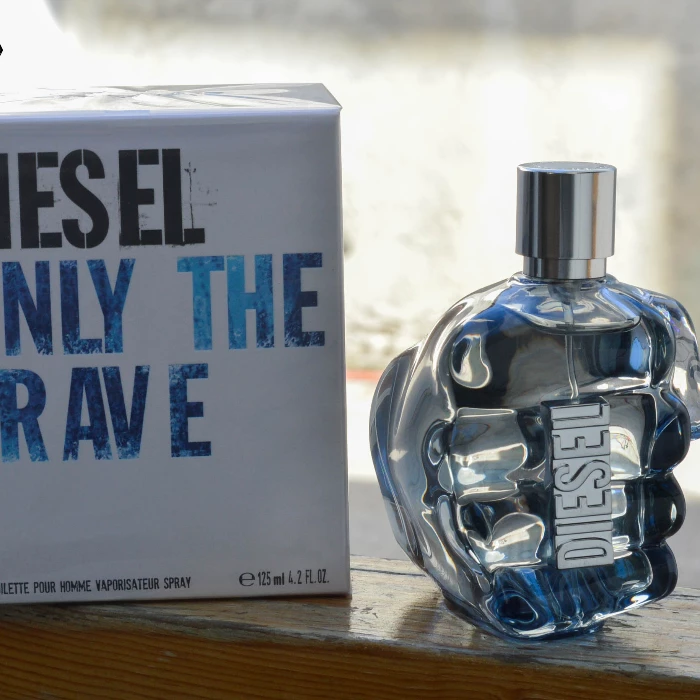 IESEL
NLY THE
RAVE
ILETTE POUR HOMME VAPORISATEUR SPRAY
℮ 125 ml 4.2 FL.OZ.
DIESEL